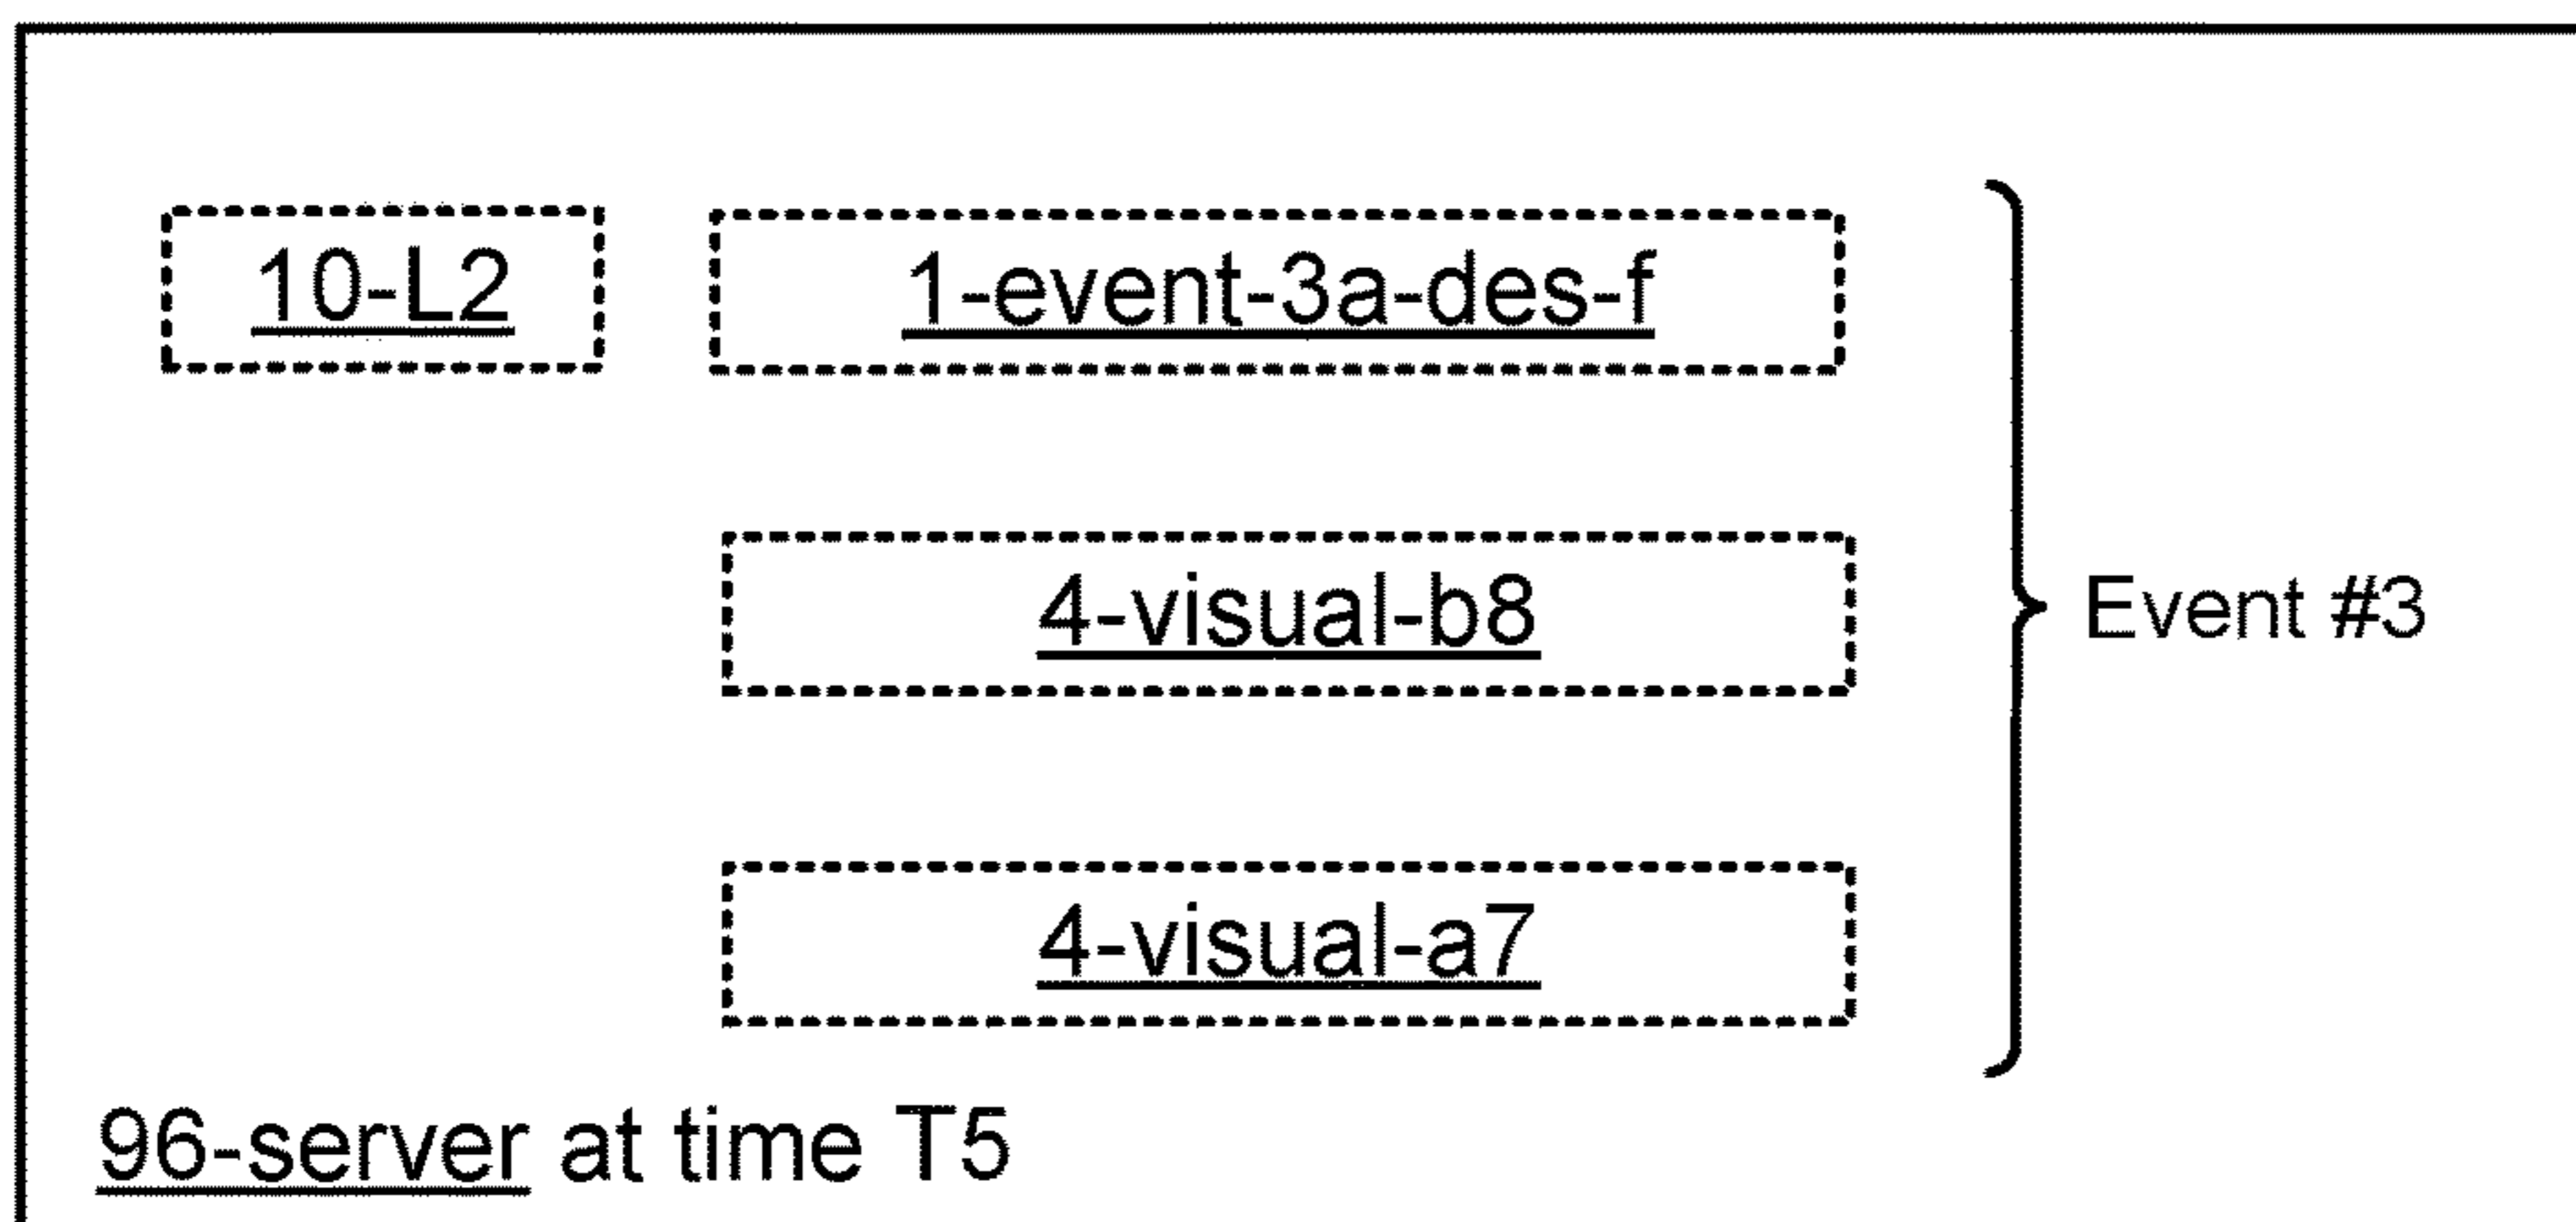 10-L2 1-event-3a-des-f
4-visual-b8
Event #3
4-visual-a7
96-server at time T5